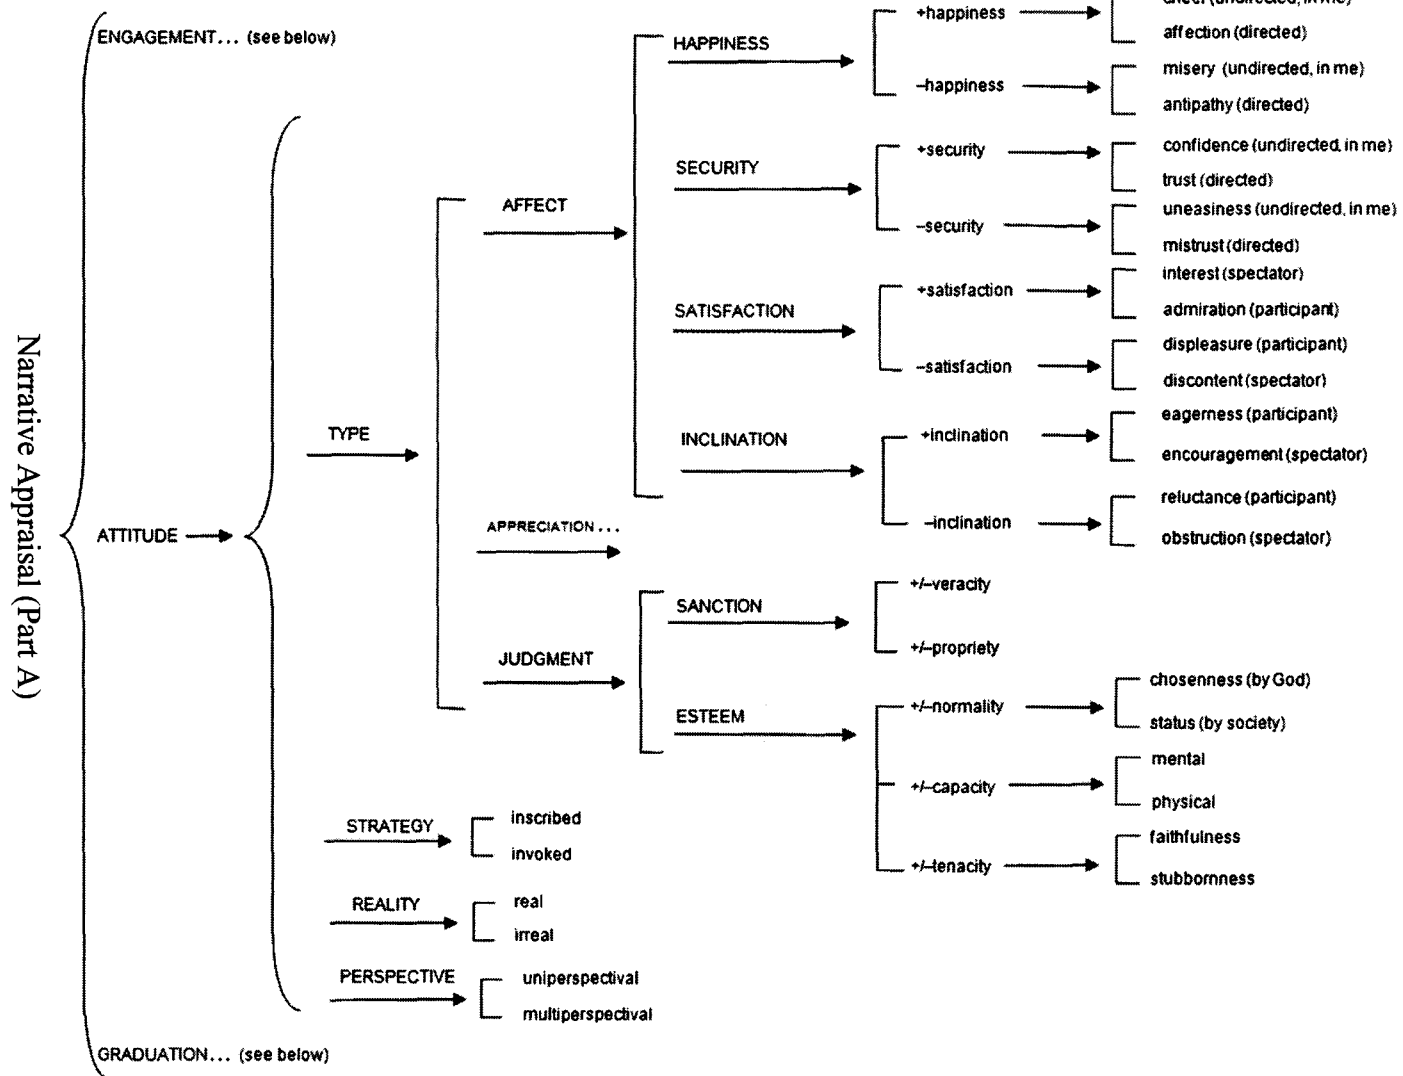 Narrative Appraisal (Part A)
ENGAGEMENT... (see below)
ATTITUDE
GRADUATION... (see below)
TYPE
STRATEGY
inscribed
invoked
REALITY
real
irreal
PERSPECTIVE
uniperspectival
multiperspectival
AFFECT
APPRECIATION...
JUDGMENT
HAPPINESS
+happiness
affection (directed)
–happiness
misery (undirected, in me)
antipathy (directed)
SECURITY
+security
confidence (undirected, in me)
trust (directed)
–security
uneasiness (undirected, in me)
mistrust (directed)
SATISFACTION
+satisfaction
interest (spectator)
admiration (participant)
–satisfaction
displeasure (participant)
discontent (spectator)
INCLINATION
+inclination
eagerness (participant)
encouragement (spectator)
–inclination
reluctance (participant)
obstruction (spectator)
SANCTION
+/–veracity
+/–propriety
ESTEEM
+/–normality
chosenness (by God)
status (by society)
+/–capacity
mental
physical
+/–tenacity
faithfulness
stubbornness